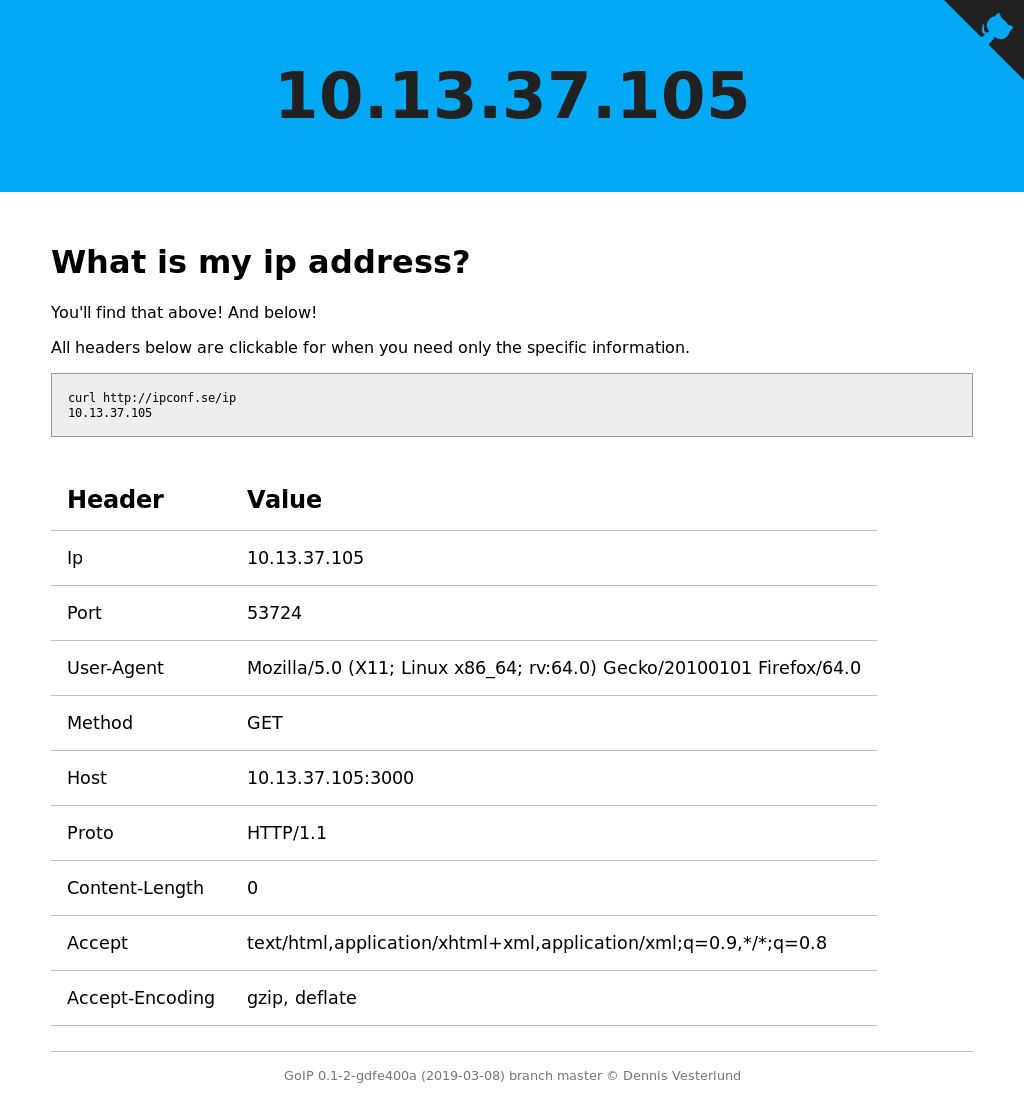 10.13.37.105
What is my ip address?
You'll find that above! And below!
All headers below are clickable for when you need only the specific information.
curl http://ipconf.se/ip
10.13.37.105
Header Value
Ip 10.13.37.105
Port 53724
User-Agent Mozilla/5.0 (X11; Linux x86_64; rv:64.0) Gecko/20100101 Firefox/64.0
Method GET
Host 10.13.37.105:3000
Proto HTTP/1.1
Content-Length 0
Accept text/html,application/xhtml+xml,application/xml;q=0.9,*/*;q=0.8
Accept-Encoding gzip, deflate
GoIP 0.1-2-gdfe400a (2019-03-08) branch master © Dennis Vesterlund